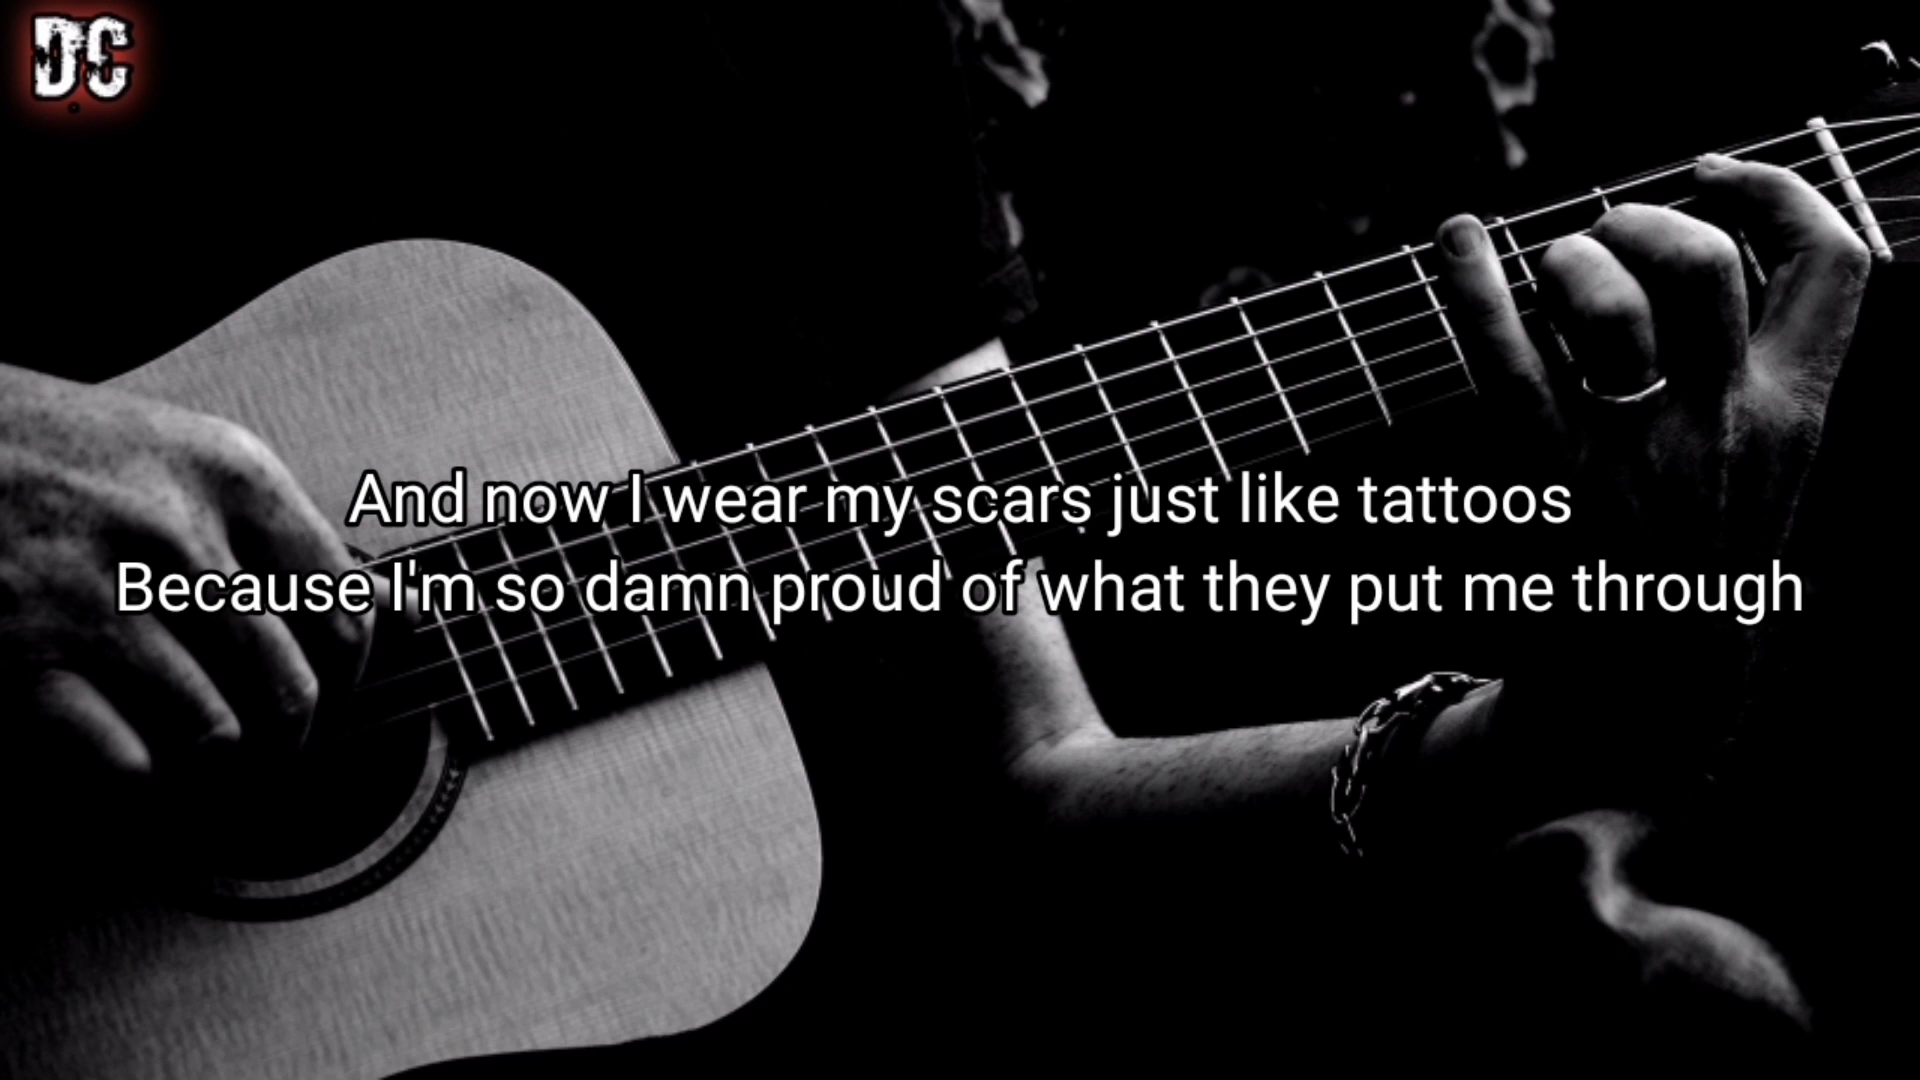 DC
And now I wear my scars just like tattoos
Because I'm so damn proud of what they put me through